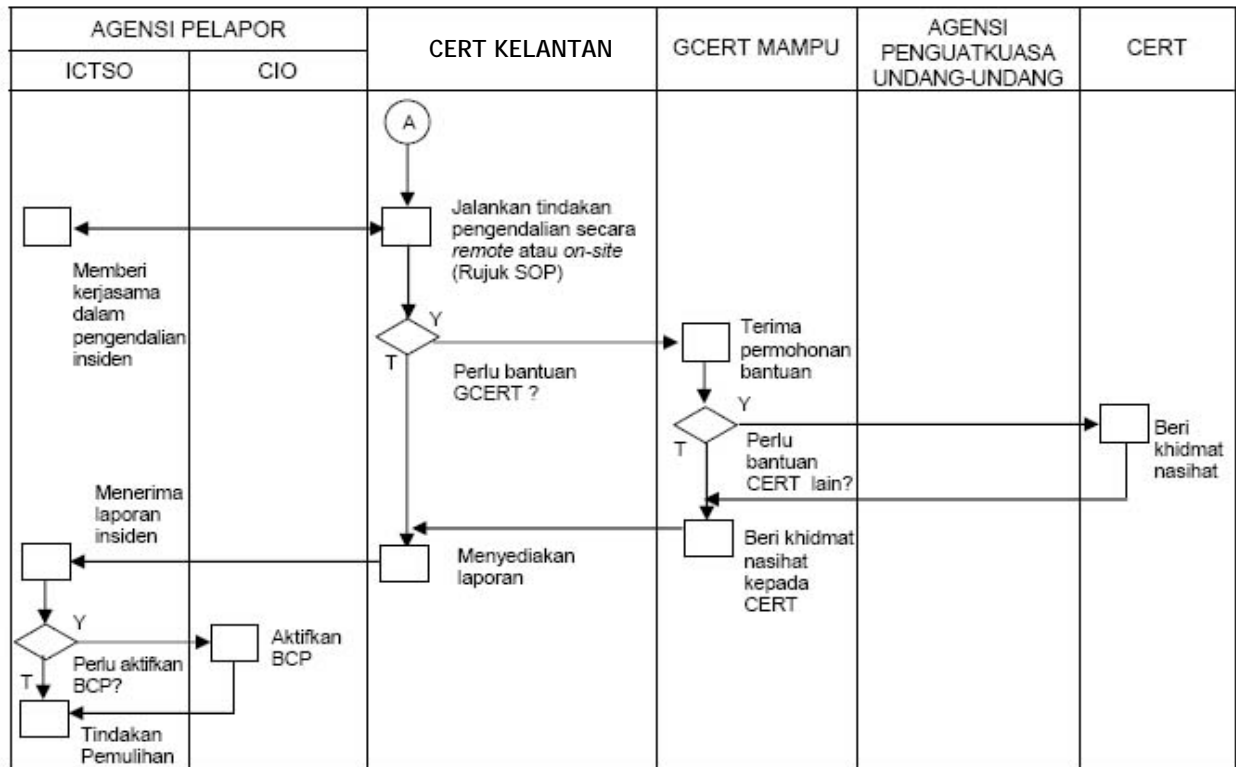 AGENSI PELAPOR
ICTSO
CIO
CERT KELANTAN
GCERT MAMPU
AGENSI
PENGUATKUASA
UNDANG-UNDANG
CERT
A
Jalankan tindakan
pengendalian secara
remote atau on-site
(Rujuk SOP)
Memberi
kerjasama
dalam
pengendalian
insiden
Y
T
Perlu bantuan
GCERT ?
Terima
permohonan
bantuan
Y
T
Perlu
bantuan
CERT lain?
Beri
khidmat
nasihat
Menerima
laporan
insiden
Menyediakan
laporan
Beri khidmat
nasihat
kepada
CERT
Y
T
Perlu aktifkan
BCP?
Aktifkan
BCP
Tindakan
Pemulihan